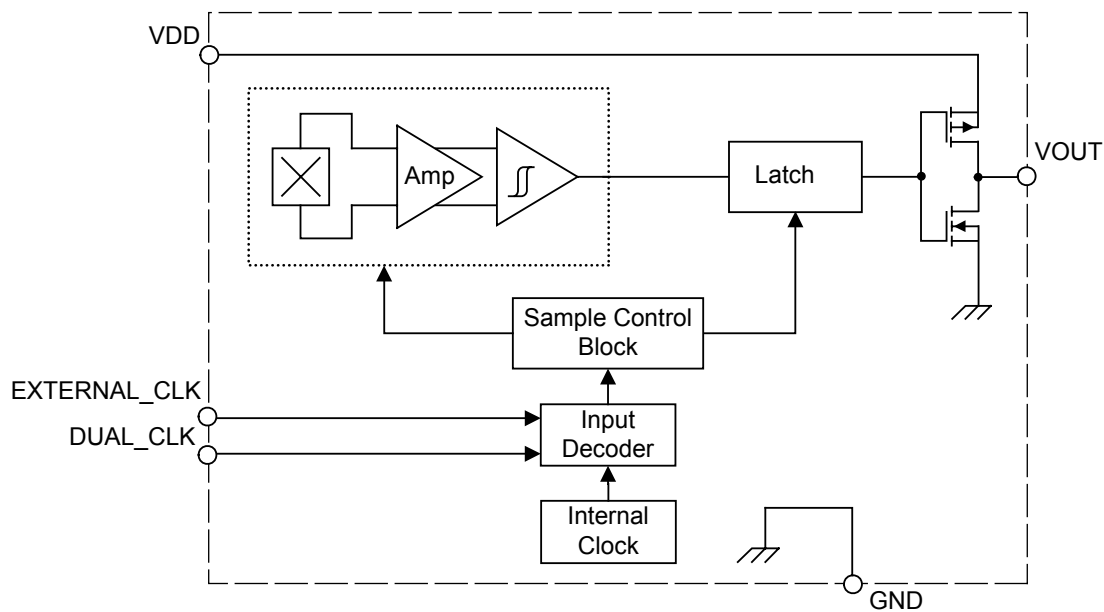 VDD
Amp
Latch
VOUT
Sample Control
Block
EXTERNAL_CLK
DUAL_CLK
Input
Decoder
Internal
Clock
GND